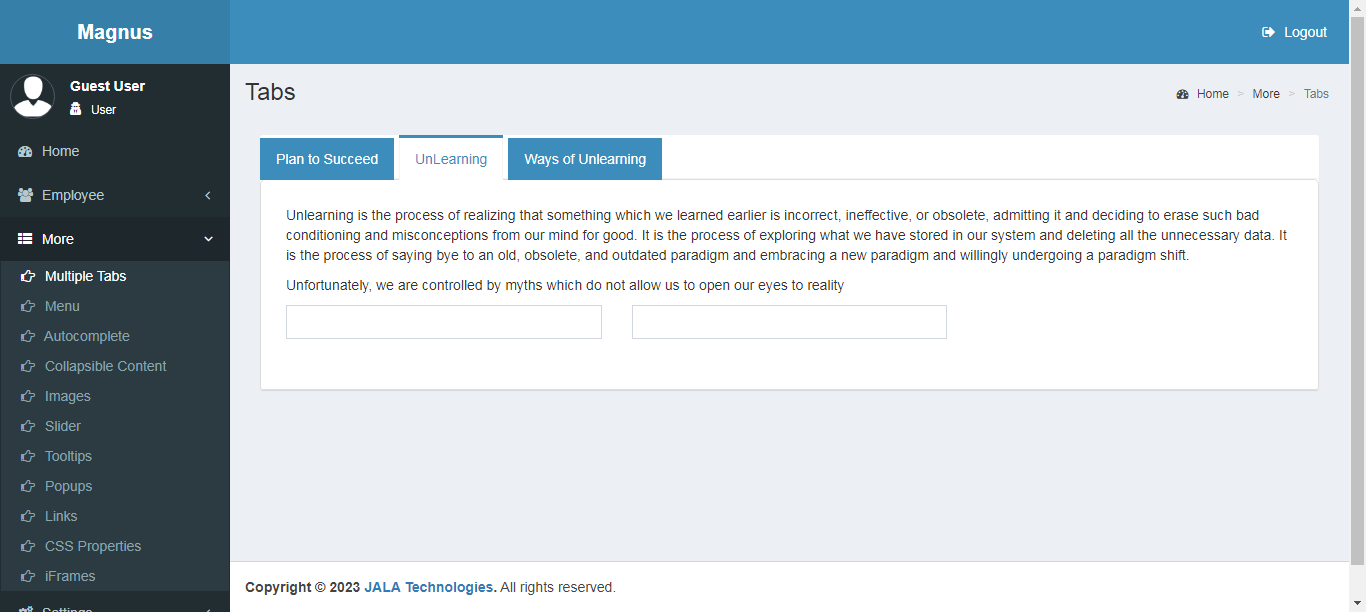 Magnus
Logout
Guest User
User
Home
Employee
More
Multiple Tabs
Menu
Autocomplete
Collapsible Content
Images
Slider
Tooltips
Popups
Links
CSS Properties
iFrames
Settings
Tabs
Home > More > Tabs
Plan to Succeed UnLearning Ways of Unlearning
Unlearning is the process of realizing that something which we learned earlier is incorrect, ineffective, or obsolete, admitting it and deciding to erase such bad
conditioning and misconceptions from our mind for good. It is the process of exploring what we have stored in our system and deleting all the unnecessary data. It
is the process of saying bye to an old, obsolete, and outdated paradigm and embracing a new paradigm and willingly undergoing a paradigm shift.
Unfortunately, we are controlled by myths which do not allow us to open our eyes to reality
Copyright © 2023 JALA Technologies. All rights reserved.